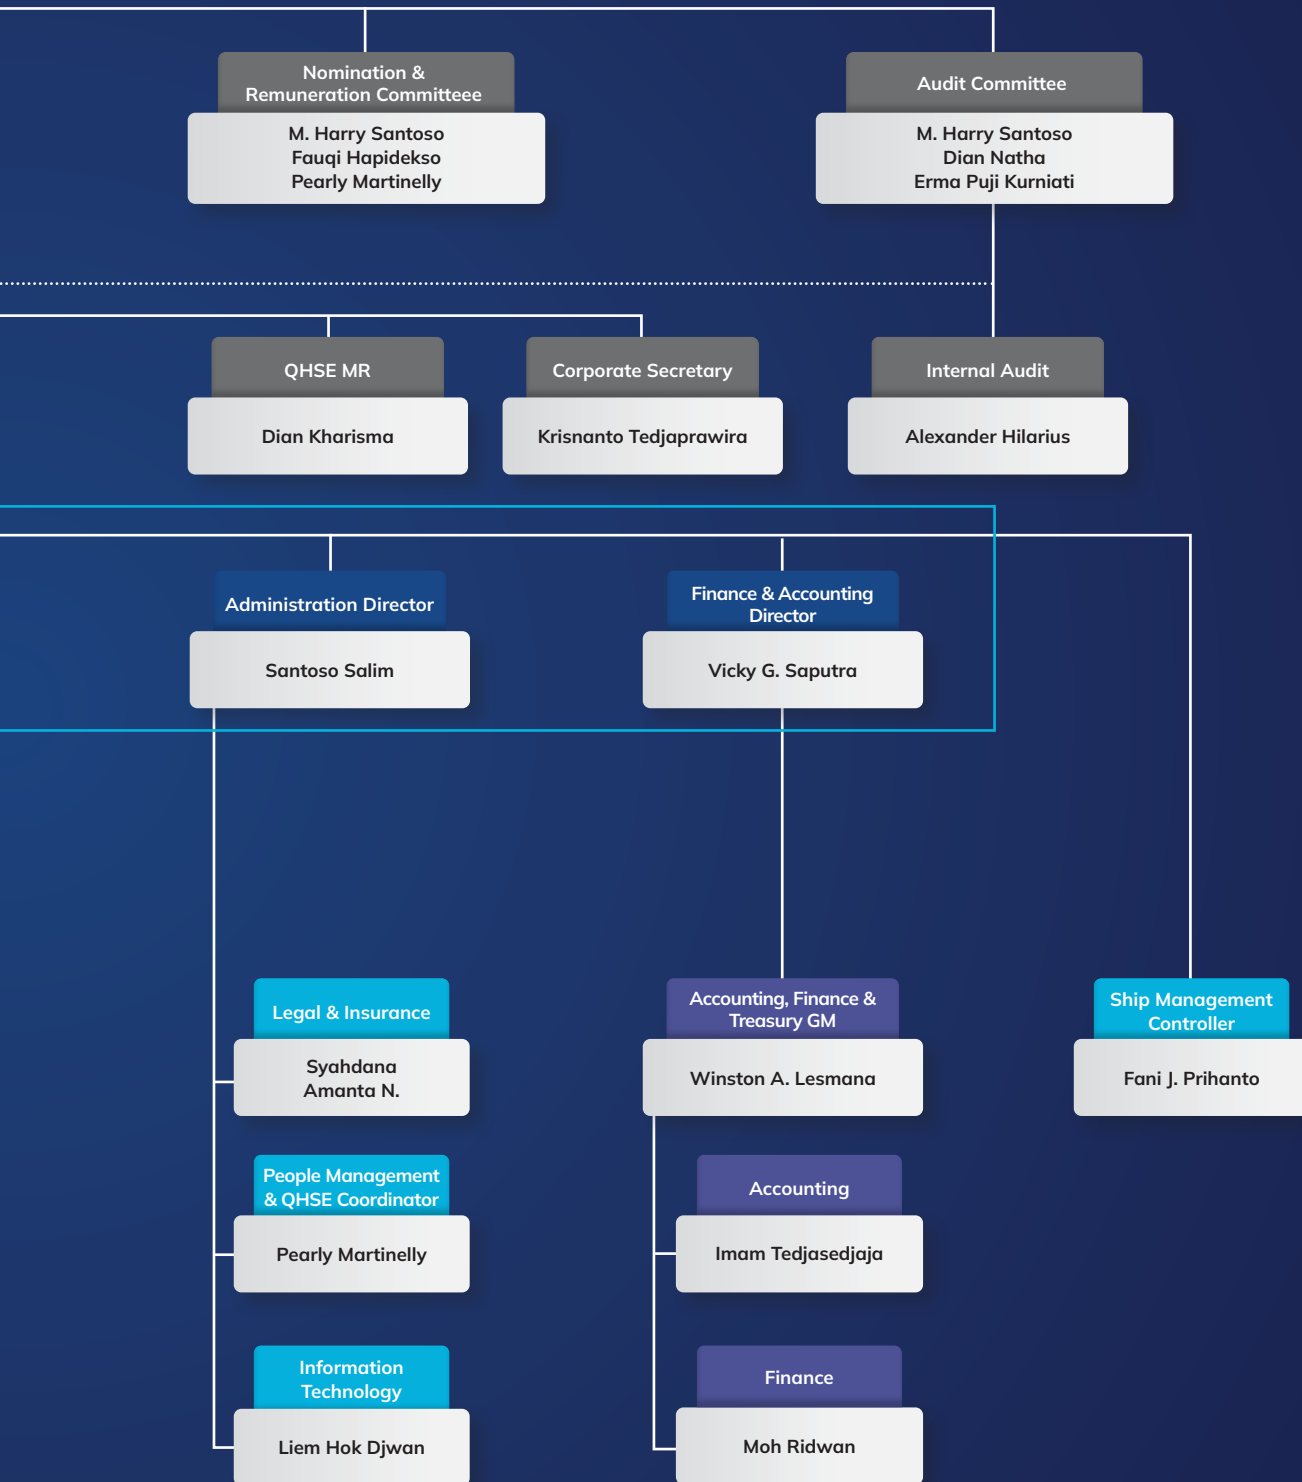 Nomination &
Remuneration Committeee
M. Harry Santoso
Fauqi Hapidekso
Pearly Martinelly
Audit Committee
M. Harry Santoso
Dian Natha
Erma Puji Kurniati
QHSE MR
Dian Kharisma
Corporate Secretary
Krisnanto Tedjaprawira
Internal Audit
Alexander Hilarius
Administration Director
Santoso Salim
Finance & Accounting
Director
Vicky G. Saputra
Legal & Insurance
Syahdana
Amanta N.
Accounting, Finance &
Treasury GM
Winston A. Lesmana
Ship Management
Controller
Fani J. Prihanto
People Management
& QHSE Coordinator
Pearly Martinelly
Accounting
Imam Tedjasedjaja
Information
Technology
Liem Hok Djwan
Finance
Moh Ridwan